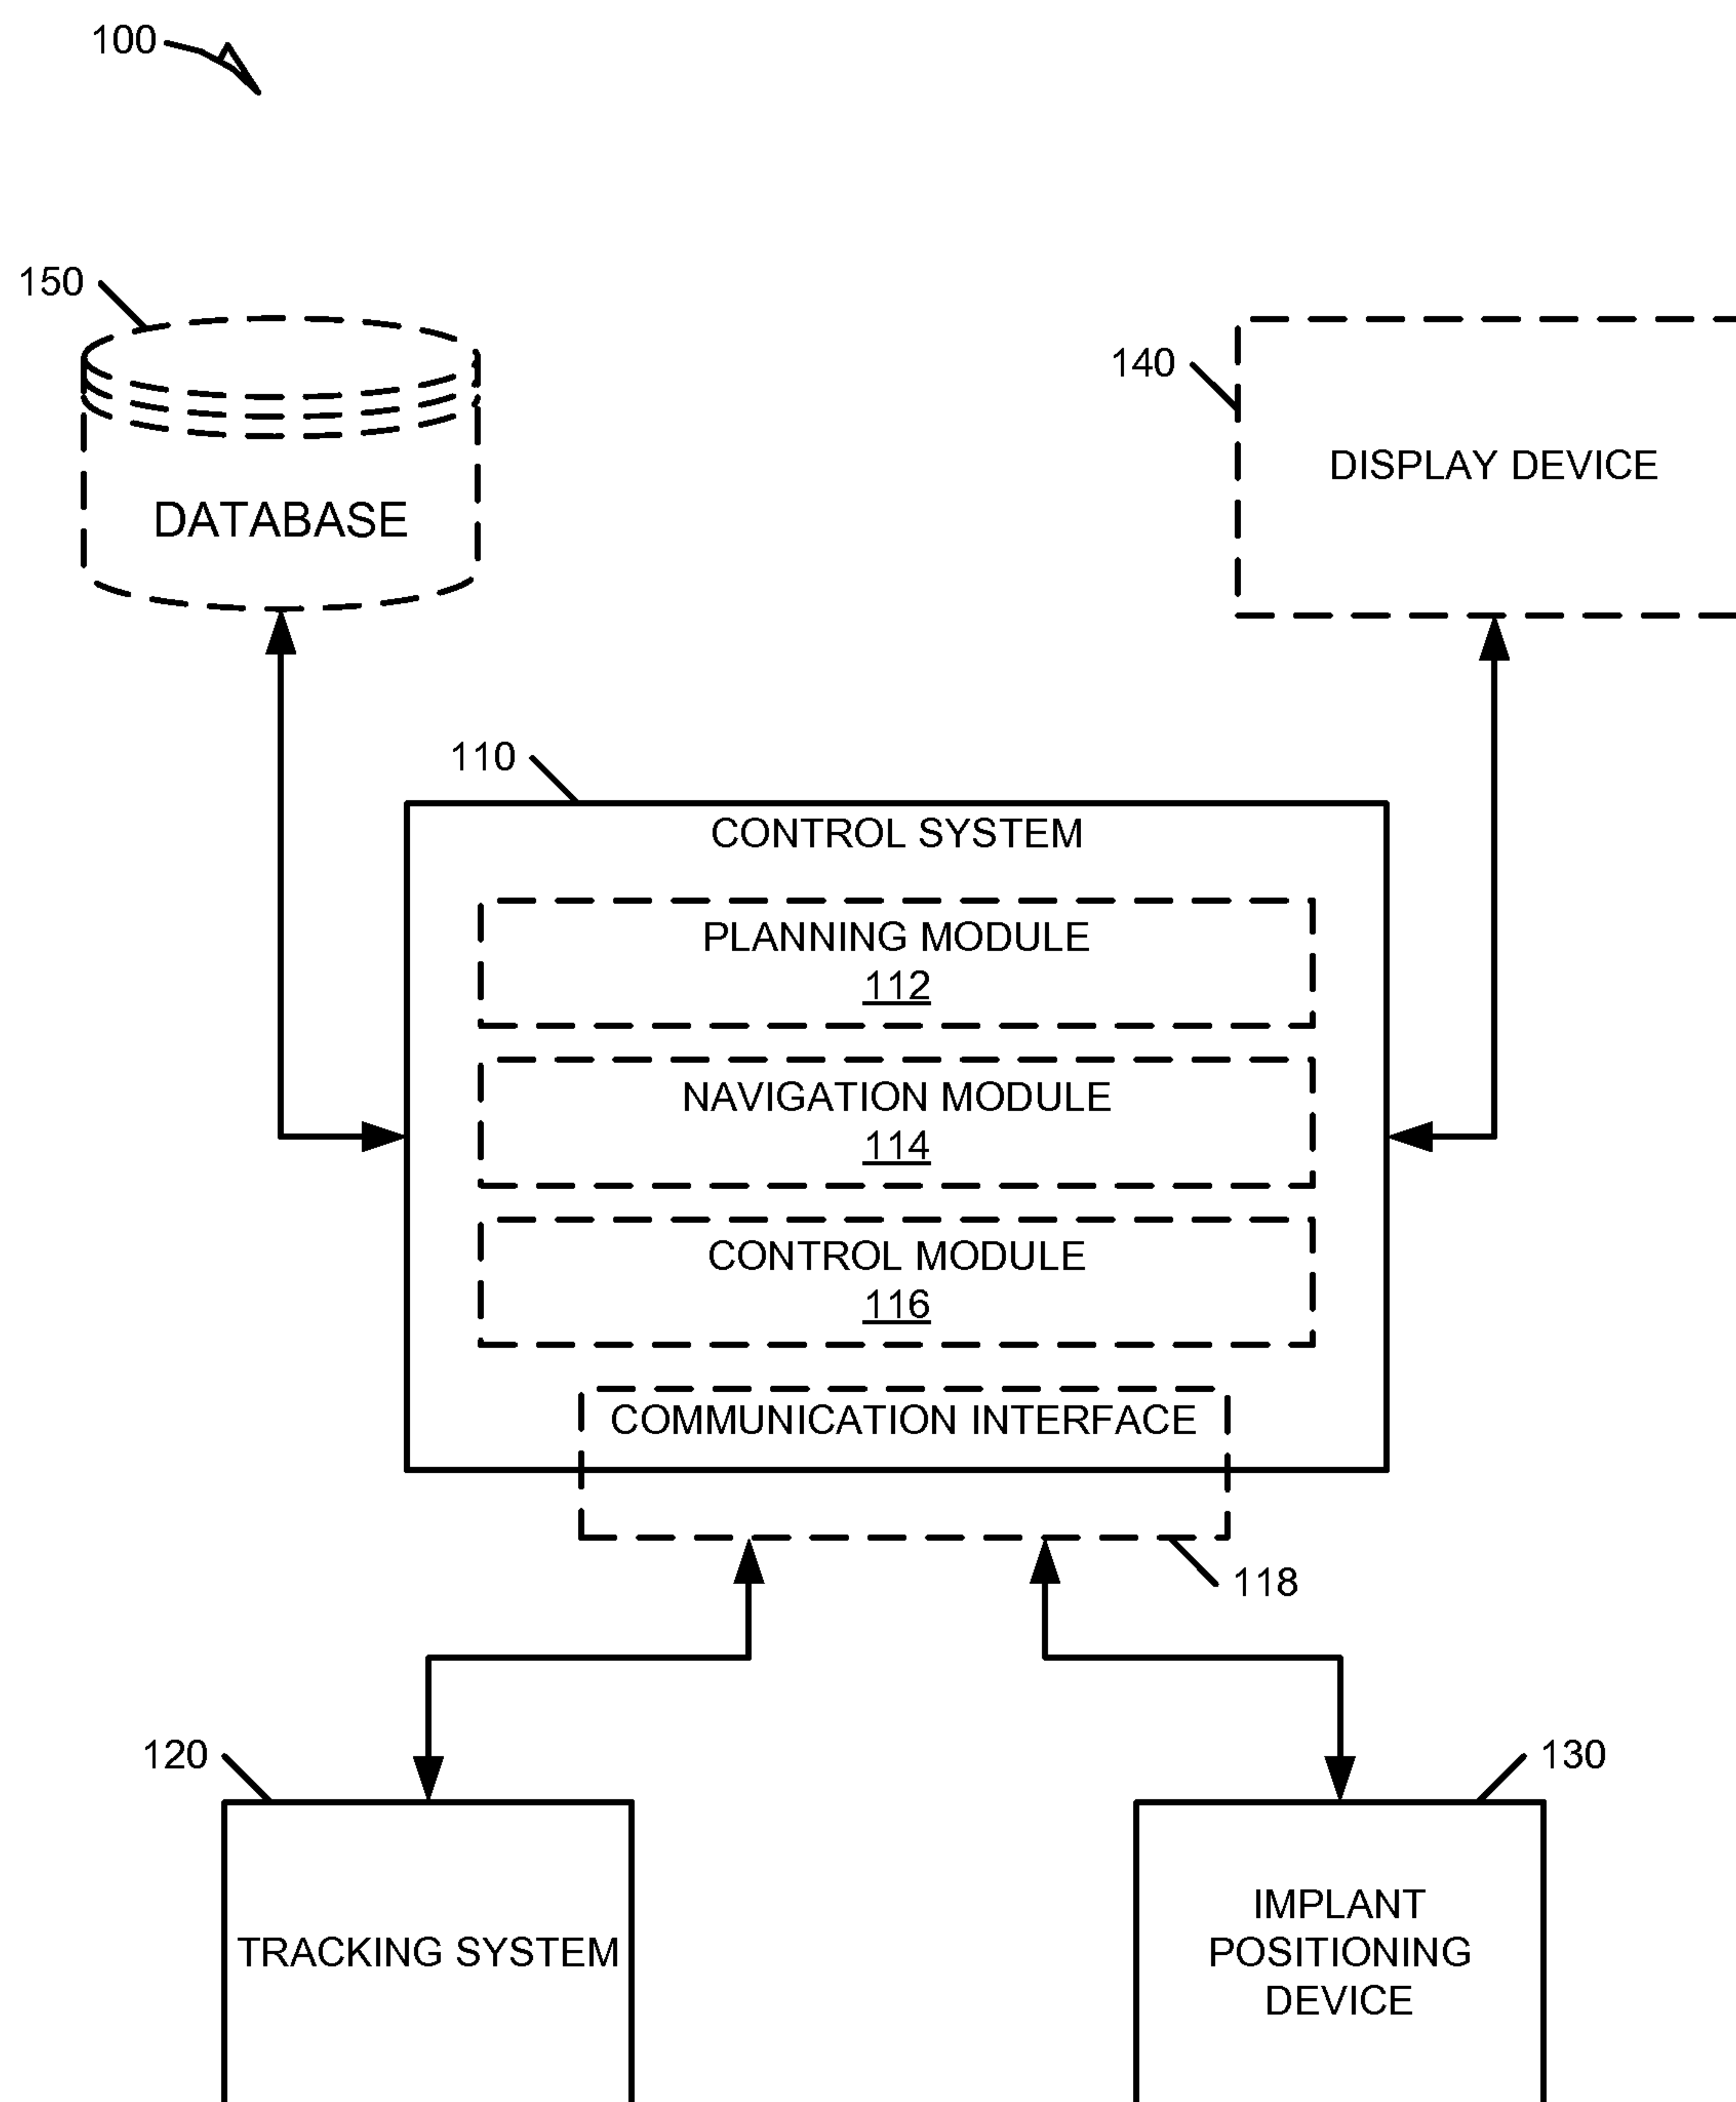 100
150
140
DISPLAY DEVICE
DATABASE
110
CONTROL SYSTEM
PLANNING MODULE
112
NAVIGATION MODULE
114
CONTROL MODULE
116
COMMUNICATION INTERFACE
118
120
130
TRACKING SYSTEM
IMPLANT
POSITIONING
DEVICE